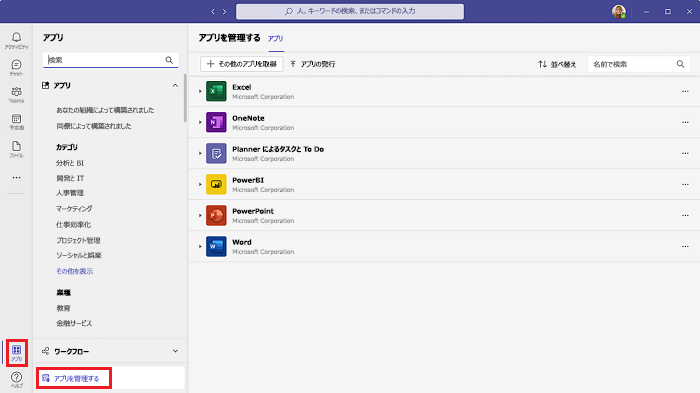 人、キーワードの検索、またはコマンドの入力
アクティビティ
チャット
Teams
予定表
ファイル
アプリ
ヘルプ
アプリ
検索
アプリ
あなたの組織によって構築されました
同僚によって構築されました
カテゴリ
分析と BI
開発と IT
人事管理
マーケティング
仕事効率化
プロジェクト管理
ソーシャルと娯楽
その他を表示
業種
教育
金融サービス
ワークフロー
アプリを管理する
アプリを管理する アプリ
その他のアプリを取得 アプリの発行 並べ替え 名前で検索
Excel
Microsoft Corporation
OneNote
Microsoft Corporation
Planner によるタスクと To Do
Microsoft Corporation
PowerBI
Microsoft Corporation
PowerPoint
Microsoft Corporation
Word
Microsoft Corporation